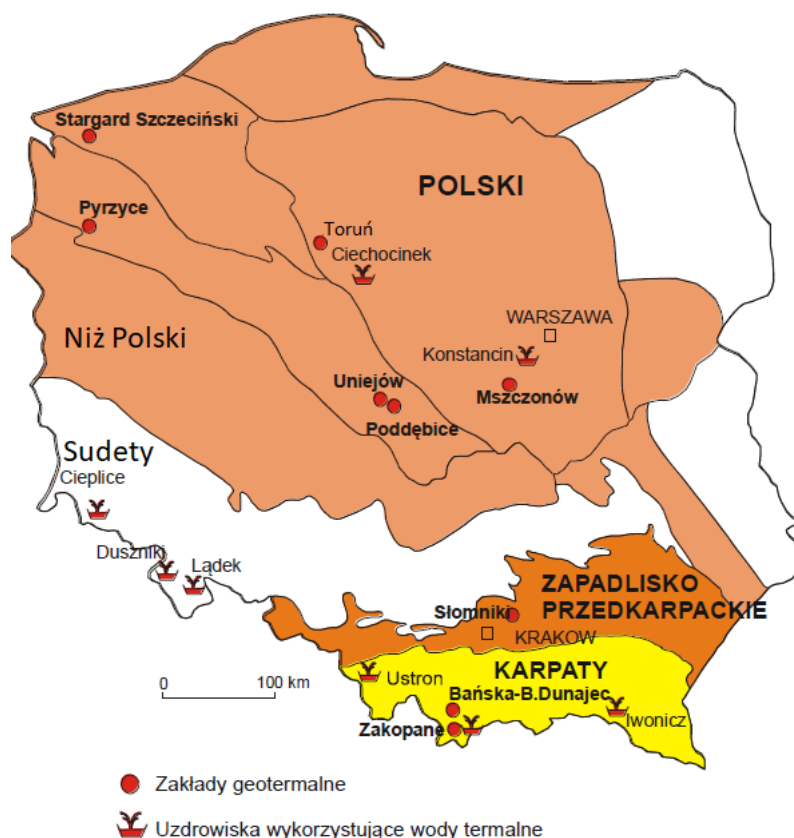 Stargard Szczeciński
POLSKI
Pyrzyce
Toruń
Ciechocinek
WARSZAWA
Niż Polski
Konstancin
Uniejów
Mszczonów
Poddębice
Sudety
Cieplice
Duszniki
Lądek
ZAPADLISKO
PRZEDKARPACKIE
Słomniki
KRAKOW
KARPATY
Ustron
Bańska-B.Dunajec
Iwonicz
Zakopane
0 100 km
Zakłady geotermalne
Uzdrowiska wykorzystujące wody termalne